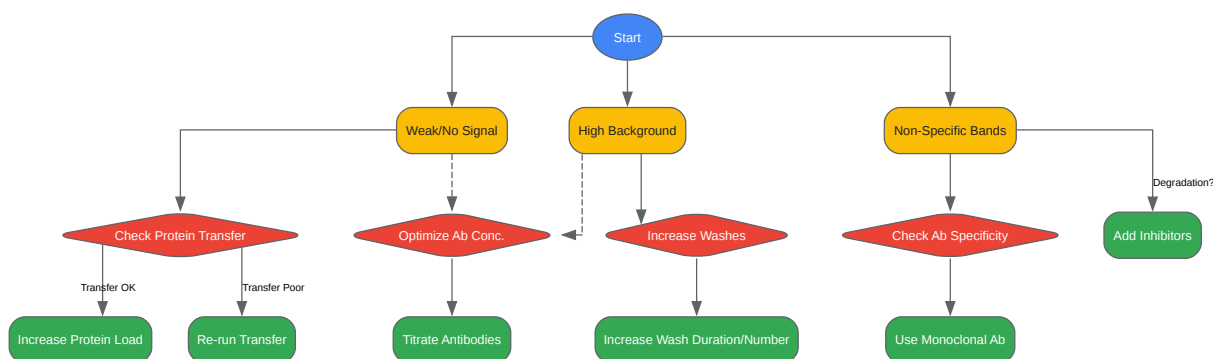 Start
Weak/No Signal
High Background
Non-Specific Bands
Degradation?
Check Protein Transfer
Optimize Ab Conc.
Increase Washes
Check Ab Specificity
Add Inhibitors
Transfer OK
Transfer Poor
Increase Protein Load
Re-run Transfer
Titrate Antibodies
Increase Wash Duration/Number
Use Monoclonal Ab